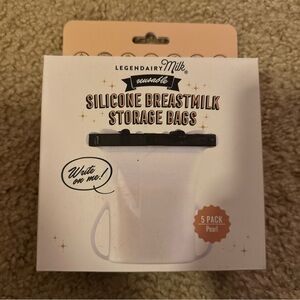 LEGENDAIRY Milk®
reusable
SILICONE BREASTMILK
STORAGE BAGS
Write
on me!
5 PACK
Pearl